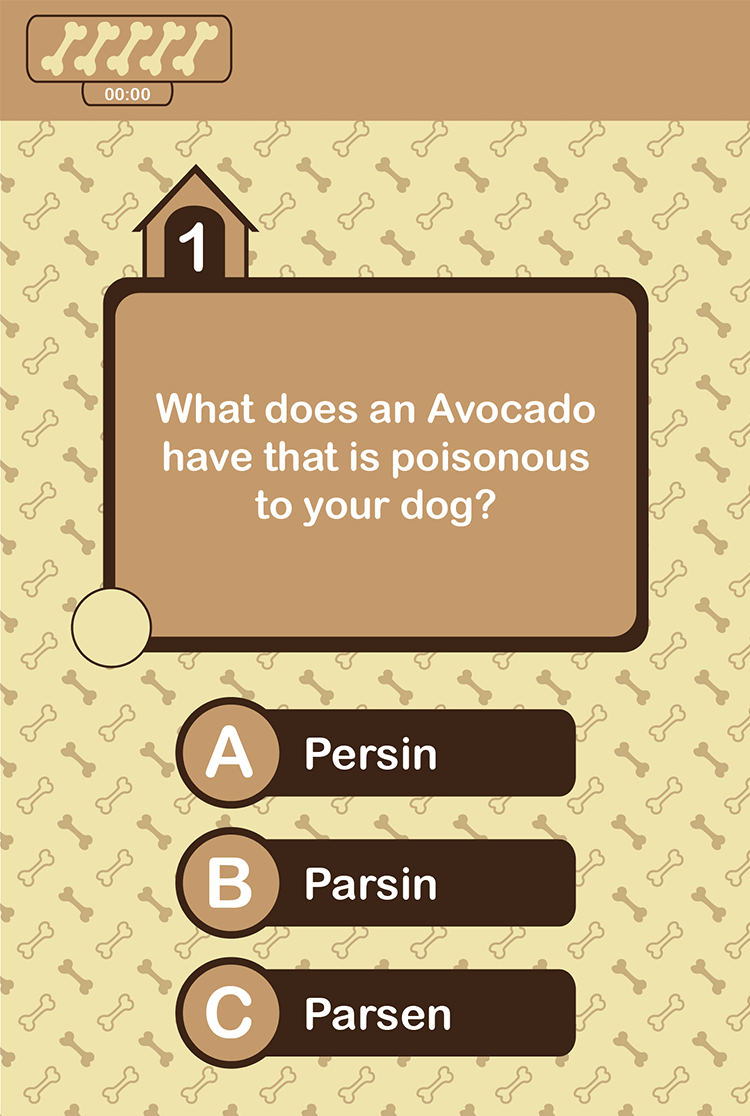 00:00
1
What does an Avocado
have that is poisonous
to your dog?
A Persin
B Parsin
C Parsen